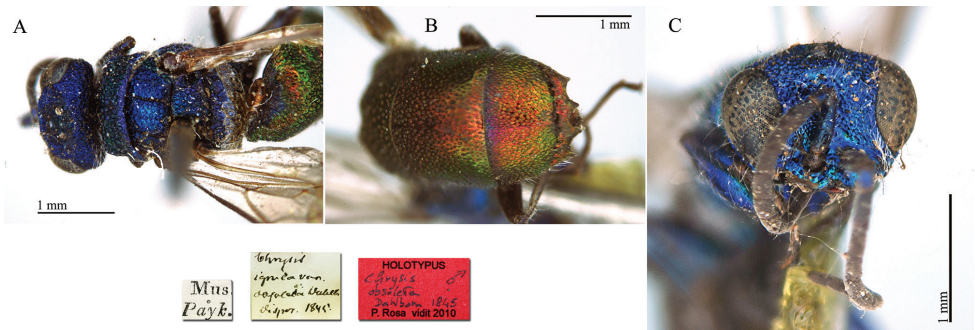 A
B
C
1 mm
1 mm
1 mm
Mus.
Payk.
Chrysis
ignita var.
obsoleta Dahlb.
Dispos. 1845.
HOLOTYPUS
Chrysis ♂
obsoleta
Dahlbom 1845
P. Rosa vidit 2010